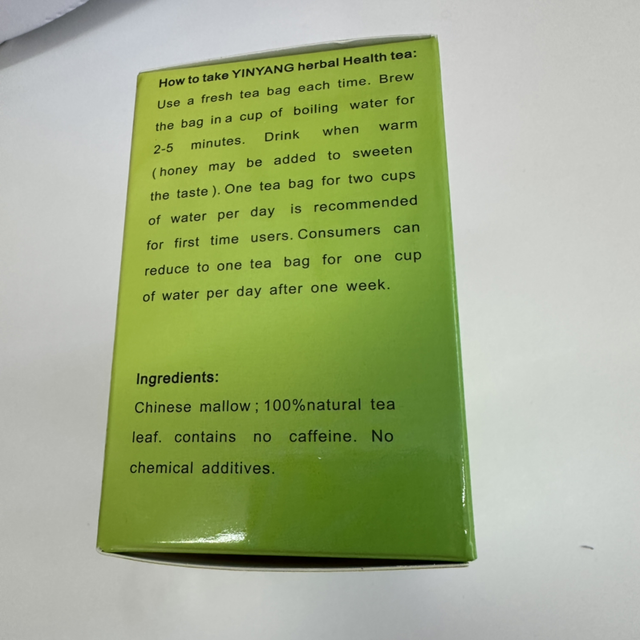 How to take YINYANG herbal Health tea:
Use a fresh tea bag each time. Brew
the bag in a cup of boiling water for
2-5 minutes. Drink when warm
(honey may be added to sweeten
the taste). One tea bag for two cups
of water per day is recommended
for first time users. Consumers can
reduce to one tea bag for one cup
of water per day after one week.
Ingredients:
Chinese mallow; 100%natural tea
leaf. contains no caffeine. No
chemical additives.